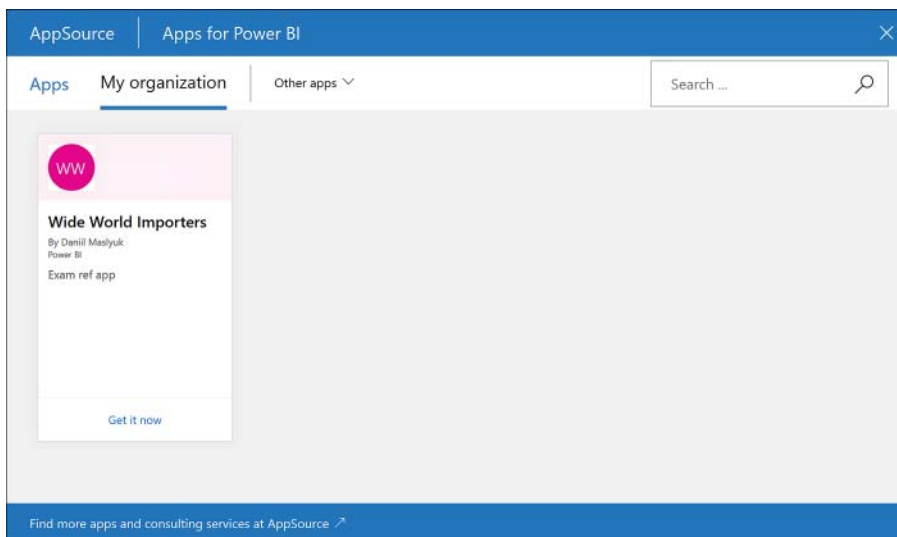 AppSource Apps for Power BI
Apps My organization Other apps Search ...
WW
Wide World Importers
By Daniil Maslyuk
Power BI
Exam ref app
Get it now
Find more apps and consulting services at AppSource